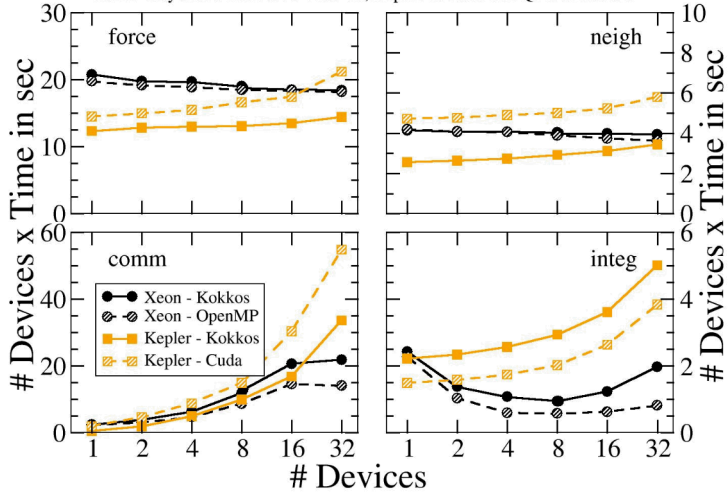 force
neigh
30
20
10
0
10
8
6
4
2
0
# Devices x Time in sec
# Devices x Time in sec
comm
integ
60
40
20
0
6
4
2
0
Xeon - Kokkos
Xeon - OpenMP
Kepler - Kokkos
Kepler - Cuda
1 2 4 8 16 32
1 2 4 8 16 32
# Devices